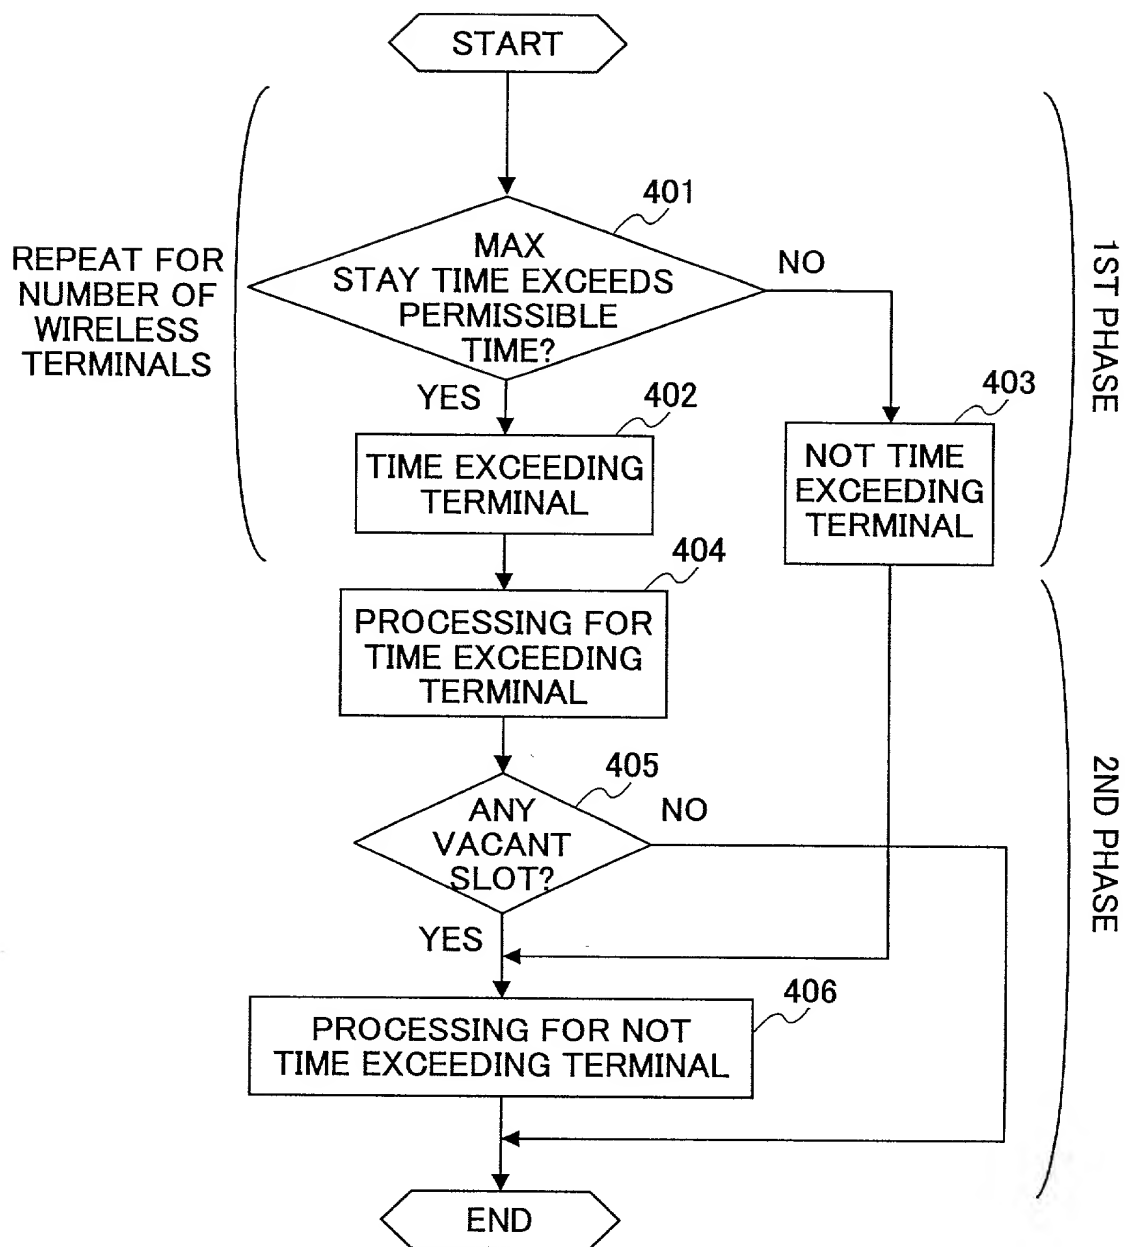 START
401
MAX
STAY TIME EXCEEDS
PERMISSIBLE
TIME?
NO
REPEAT FOR
NUMBER OF
WIRELESS
TERMINALS
1ST PHASE
YES
402
403
TIME EXCEEDING
TERMINAL
NOT TIME
EXCEEDING
TERMINAL
404
PROCESSING FOR
TIME EXCEEDING
TERMINAL
405
ANY
VACANT
SLOT?
NO
2ND PHASE
YES
406
PROCESSING FOR NOT
TIME EXCEEDING TERMINAL
END